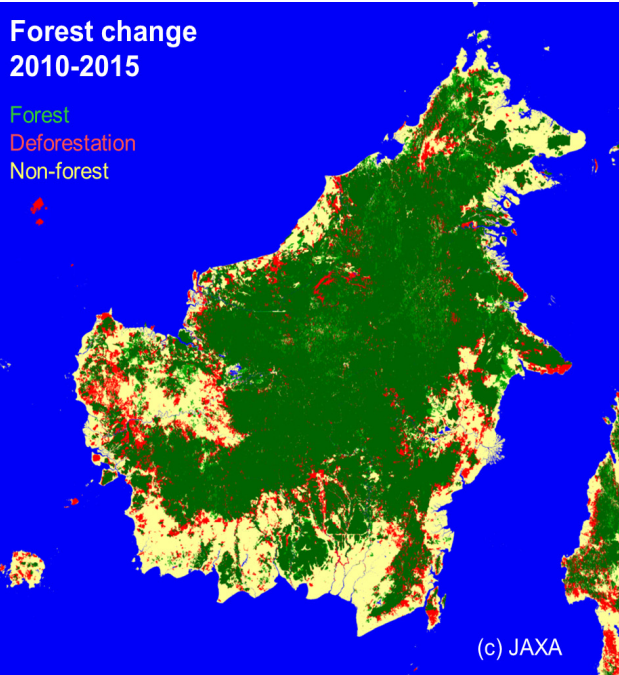 Forest change
2010-2015
Forest
Deforestation
Non-forest
(c) JAXA